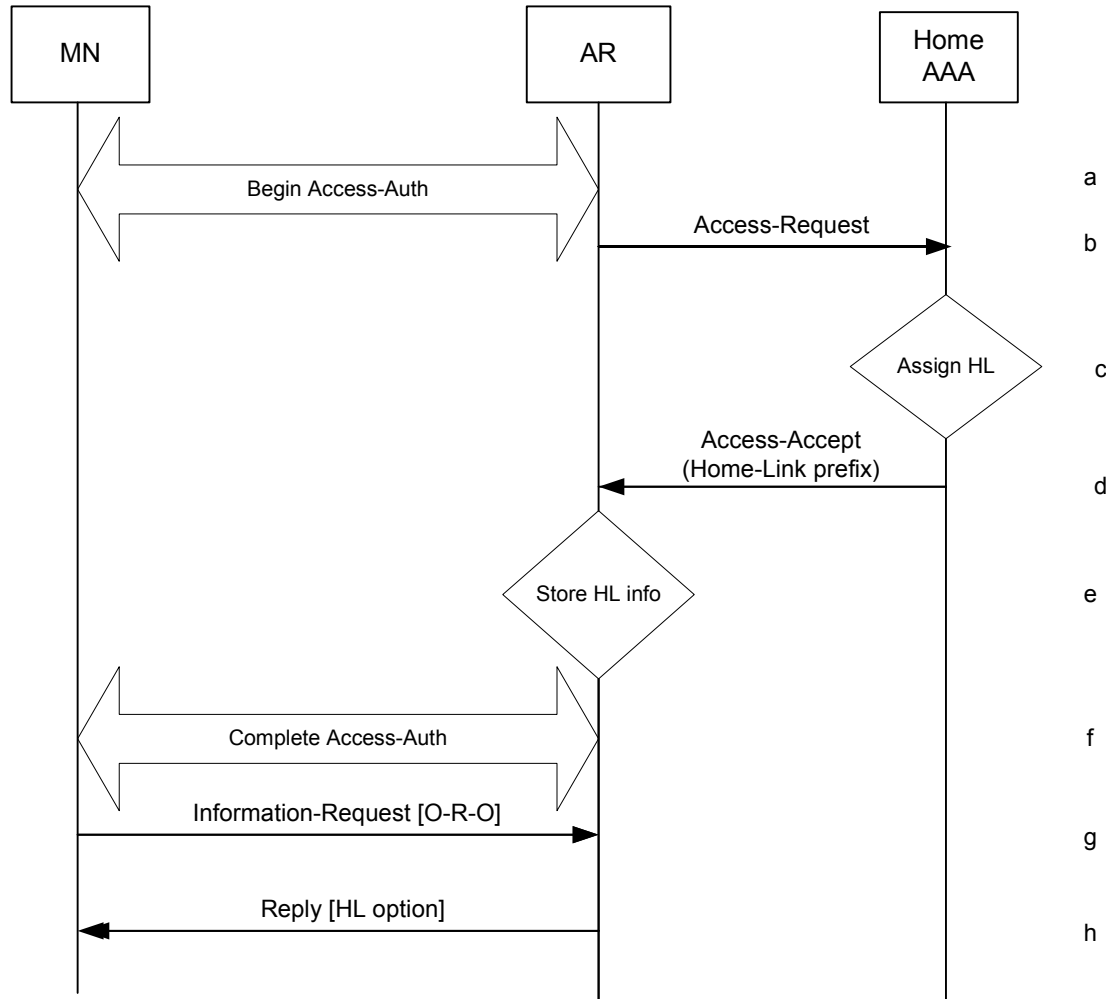 MN
AR
Home
AAA
Begin Access-Auth
a
Access-Request
b
Assign HL
c
Access-Accept
(Home-Link prefix)
d
Store HL info
e
Complete Access-Auth
f
Information-Request [O-R-O]
g
Reply [HL option]
h